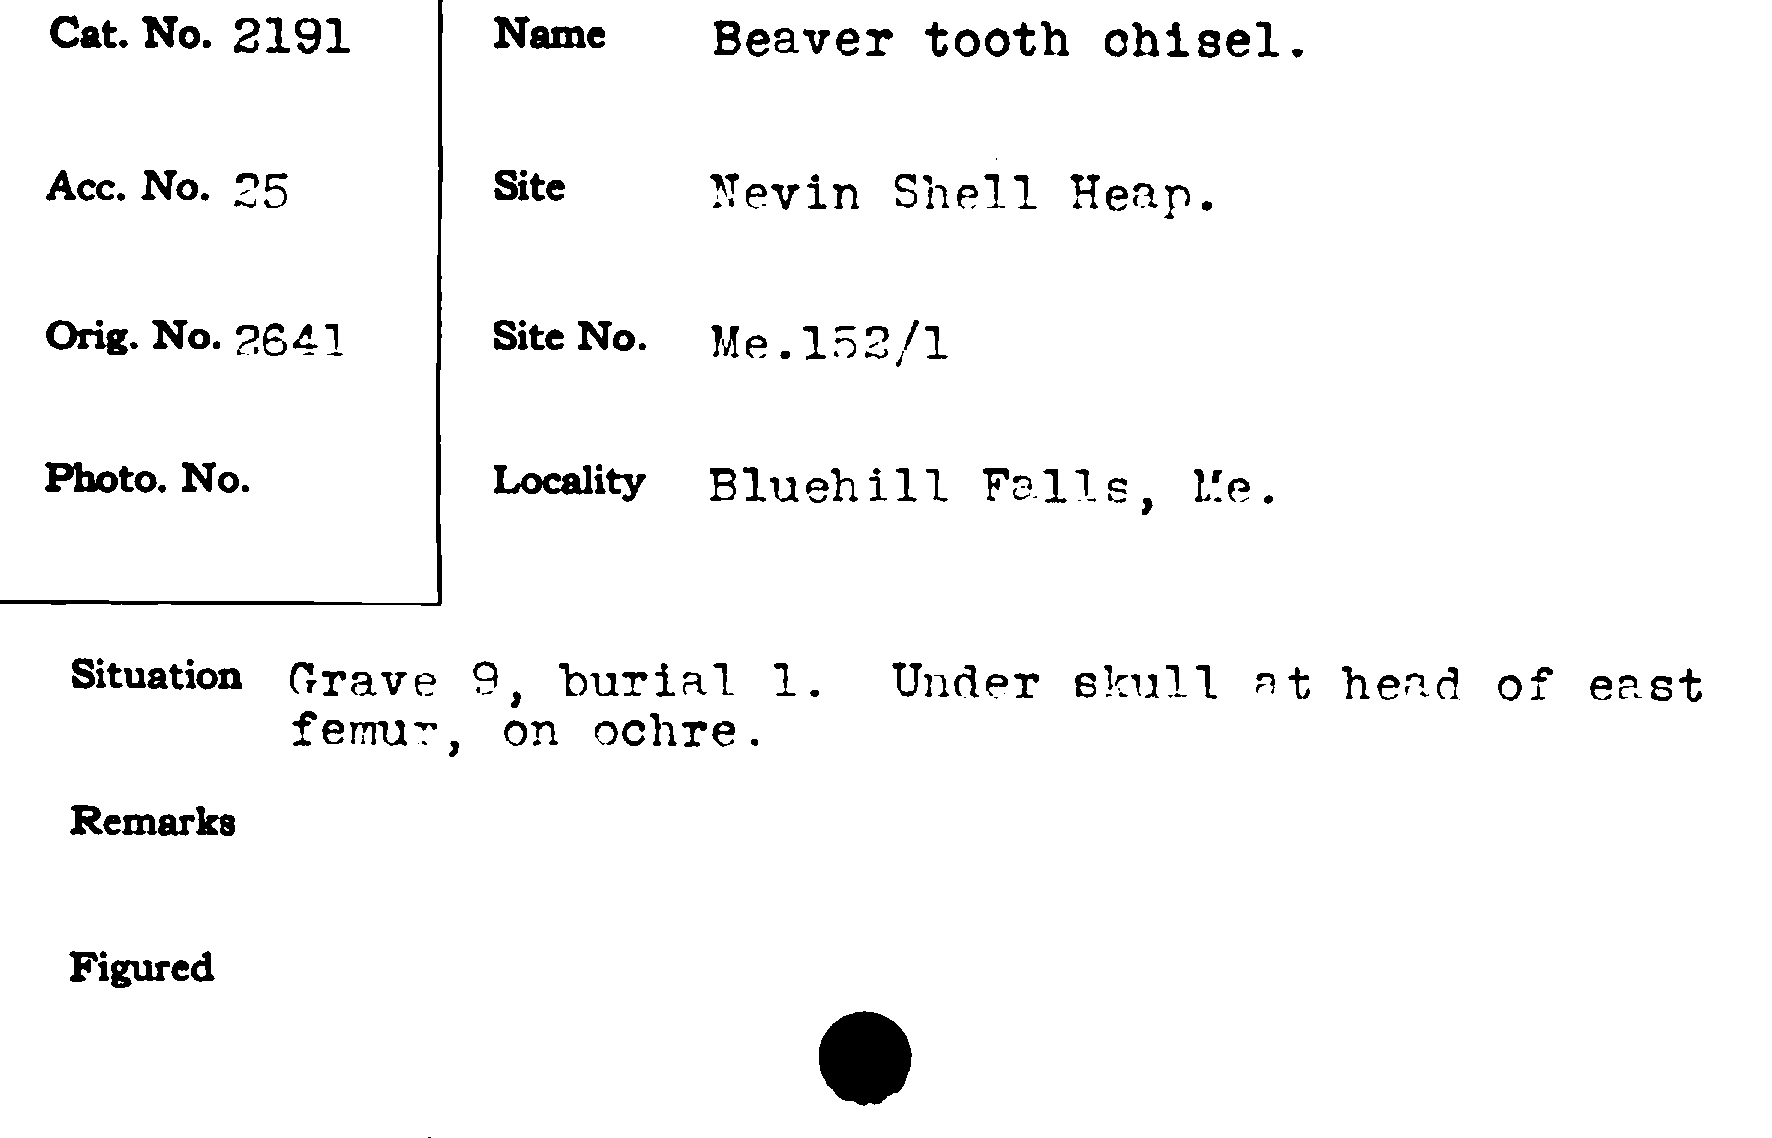 Cat. No. 2191
Name Beaver tooth chisel.
Acc. No. 25
Site Nevin Shell Heap.
Orig. No. 2641
Site No. Me.152/1
Photo. No.
Locality Bluehill Falls, Me.
Situation Grave 9, burial 1. Under skull at head of east
femur, on ochre.
Remarks
Figured